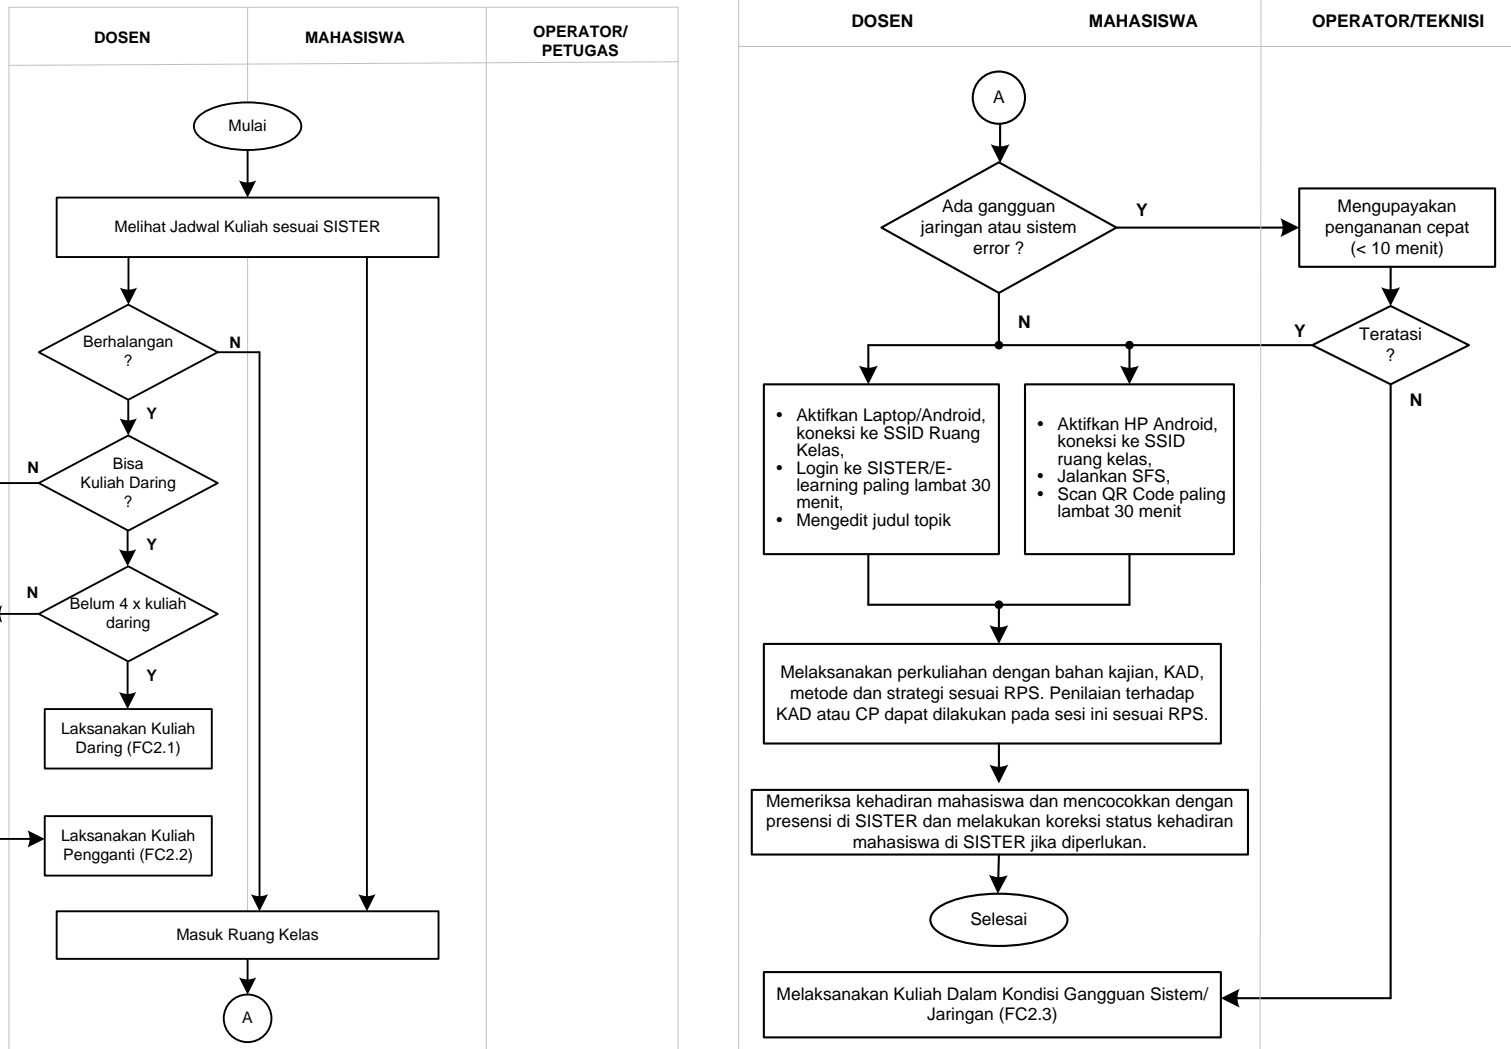 DOSEN
MAHASISWA
OPERATOR/
PETUGAS
Mulai
Melihat Jadwal Kuliah sesuai SISTER
Berhalangan
?
N
Y
Bisa
Kuliah Daring
?
N
Y
Belum 4 x kuliah
daring
N
Y
Laksanakan Kuliah
Daring (FC2.1)
Laksanakan Kuliah
Pengganti (FC2.2)
Masuk Ruang Kelas
A
DOSEN
MAHASISWA
OPERATOR/TEKNISI
A
Ada gangguan
jaringan atau sistem
error ?
Y
N
Mengupayakan
pengananan cepat
(< 10 menit)
Teratasi
?
Y
N
• Aktifkan Laptop/Android,
koneksi ke SSID Ruang
Kelas,
• Login ke SISTER/E-
learning paling lambat 30
menit,
• Mengedit judul topik
• Aktifkan HP Android,
koneksi ke SSID
ruang kelas,
• Jalankan SFS,
• Scan QR Code paling
lambat 30 menit
Melaksanakan perkuliahan dengan bahan kajian, KAD,
metode dan strategi sesuai RPS. Penilaian terhadap
KAD atau CP dapat dilakukan pada sesi ini sesuai RPS.
Memeriksa kehadiran mahasiswa dan mencocokkan dengan
presensi di SISTER dan melakukan koreksi status kehadiran
mahasiswa di SISTER jika diperlukan.
Selesai
Melaksanakan Kuliah Dalam Kondisi Gangguan Sistem/
Jaringan (FC2.3)